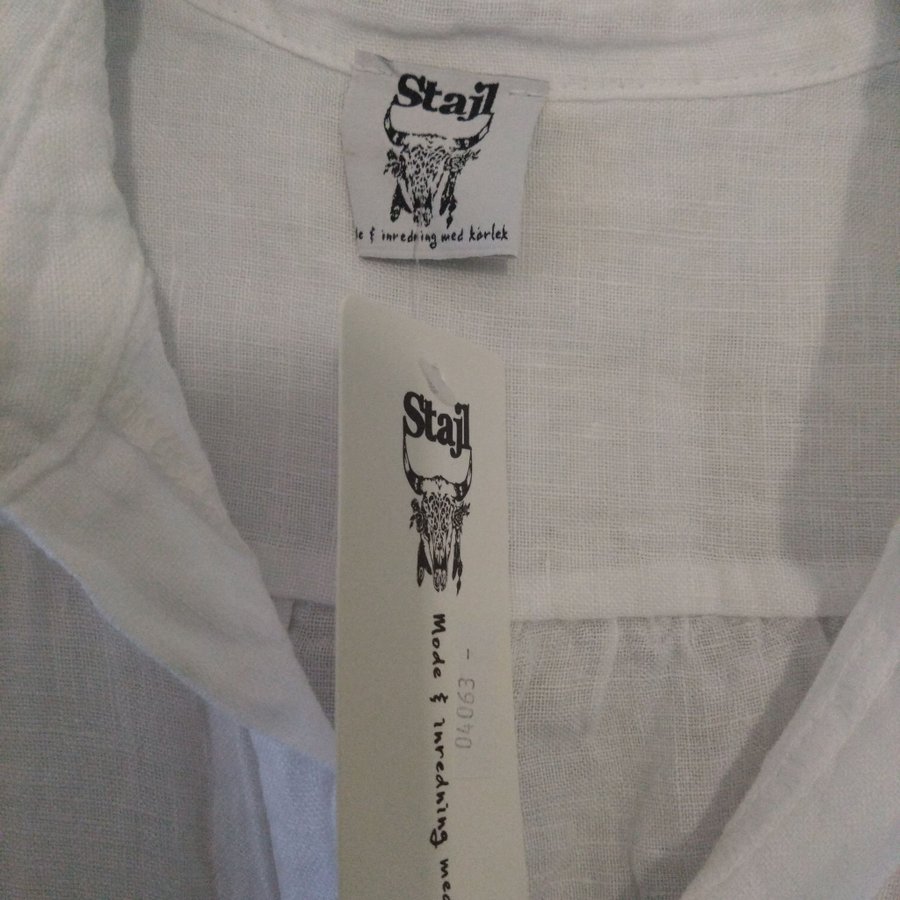 Stajl
de & inredning med kärlek
Stajl
Mode & inredning med
04063 -